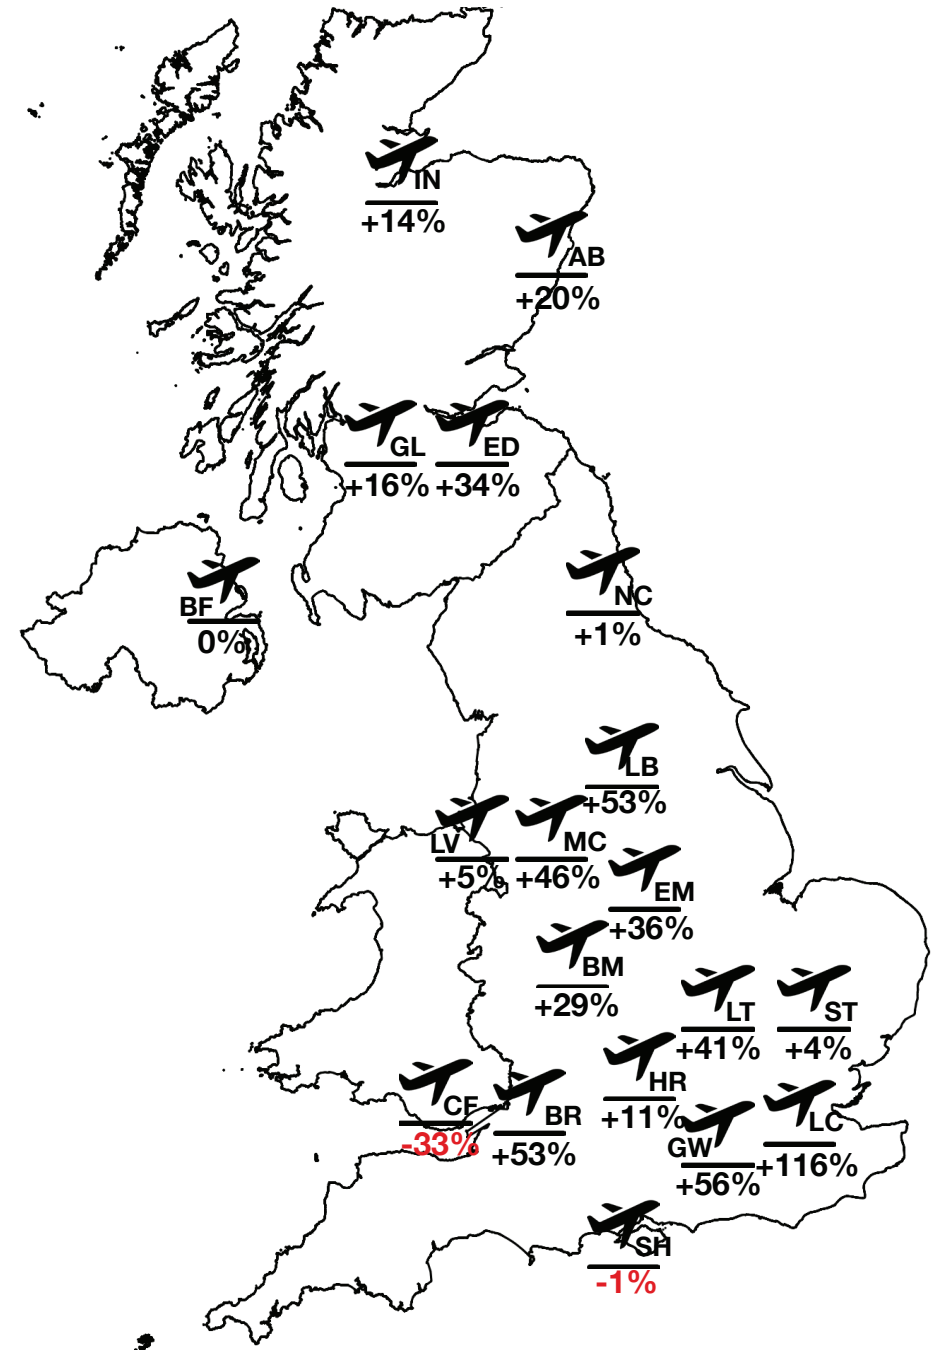 IN
+14%
AB
+20%
GL
+16%
ED
+34%
BF
0%
NC
+1%
LB
+53%
LV
+5%
MC
+46%
EM
+36%
BM
+29%
LT
+41%
ST
+4%
HR
+11%
CF
-33%
BR
+53%
GW
+56%
LC
+116%
SH
-1%